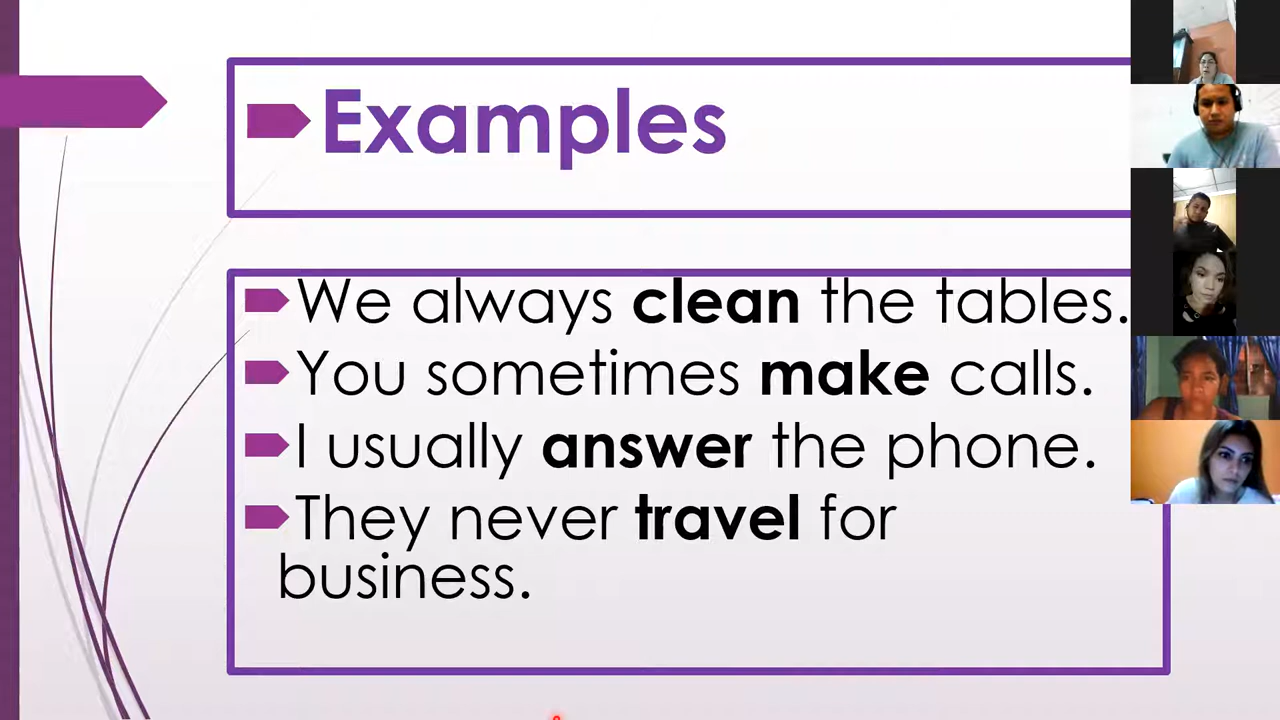 Examples
We always clean the tables.
You sometimes make calls.
I usually answer the phone.
They never travel for
business.